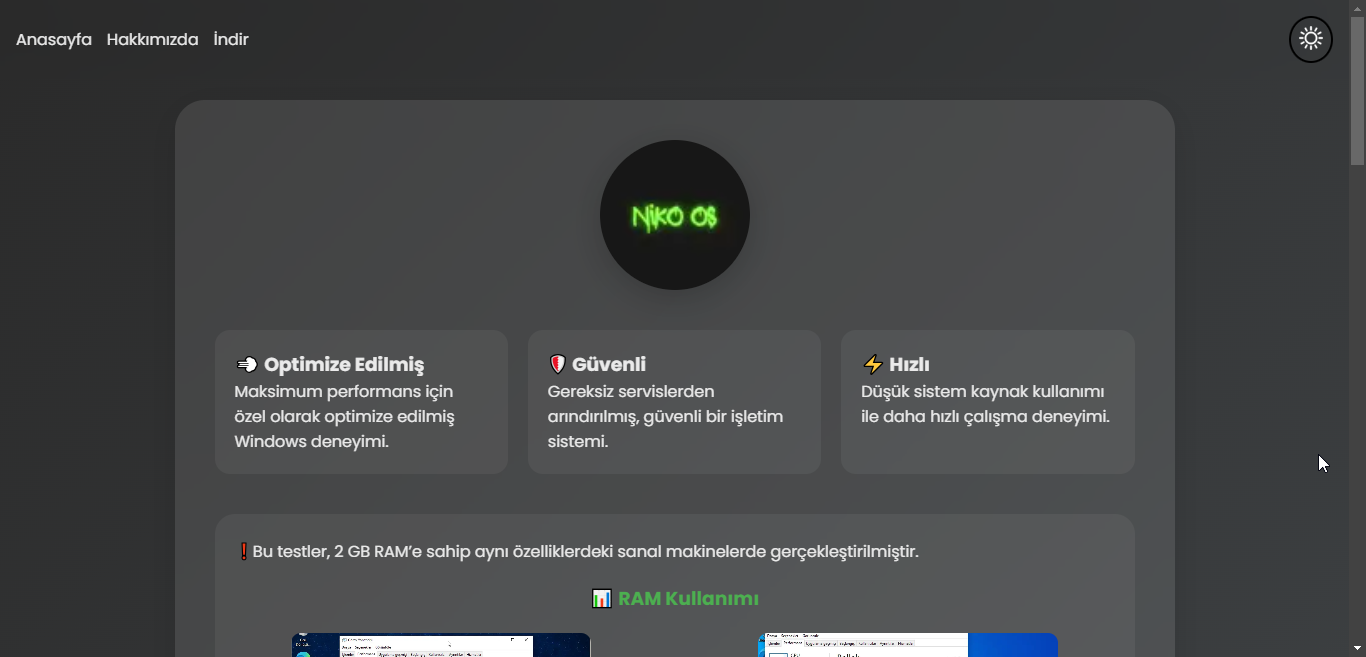 Anasayfa Hakkımızda İndir
NiKO OS
Optimize Edilmiş
Maksimum performans için
özel olarak optimize edilmiş
Windows deneyimi.
Güvenli
Gereksiz servislerden
arındırılmış, güvenli bir işletim
sistemi.
Hızlı
Düşük sistem kaynak kullanımı
ile daha hızlı çalışma deneyimi.
❗Bu testler, 2 GB RAM’e sahip aynı özelliklerdeki sanal makinelerde gerçekleştirilmiştir.
RAM Kullanımı